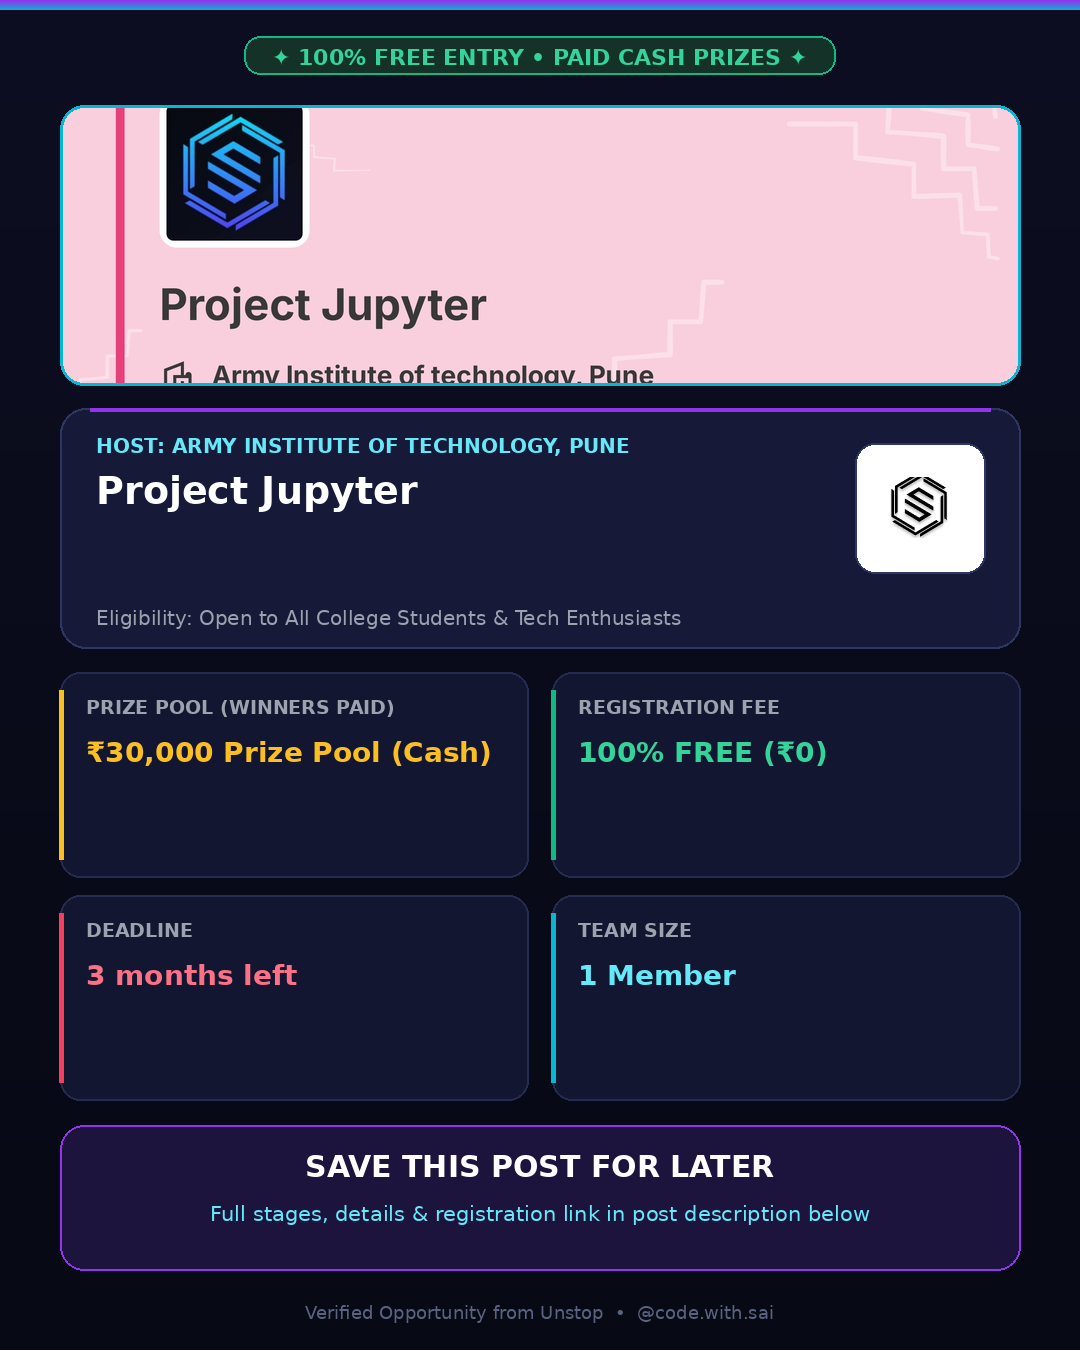 ✦ 100% FREE ENTRY • PAID CASH PRIZES ✦
Project Jupyter
Army Institute of technology, Pune
HOST: ARMY INSTITUTE OF TECHNOLOGY, PUNE
Project Jupyter
Eligibility: Open to All College Students & Tech Enthusiasts
PRIZE POOL (WINNERS PAID)
₹30,000 Prize Pool (Cash)
REGISTRATION FEE
100% FREE (₹0)
DEADLINE
3 months left
TEAM SIZE
1 Member
SAVE THIS POST FOR LATER
Full stages, details & registration link in post description below
Verified Opportunity from Unstop • @code.with.sai